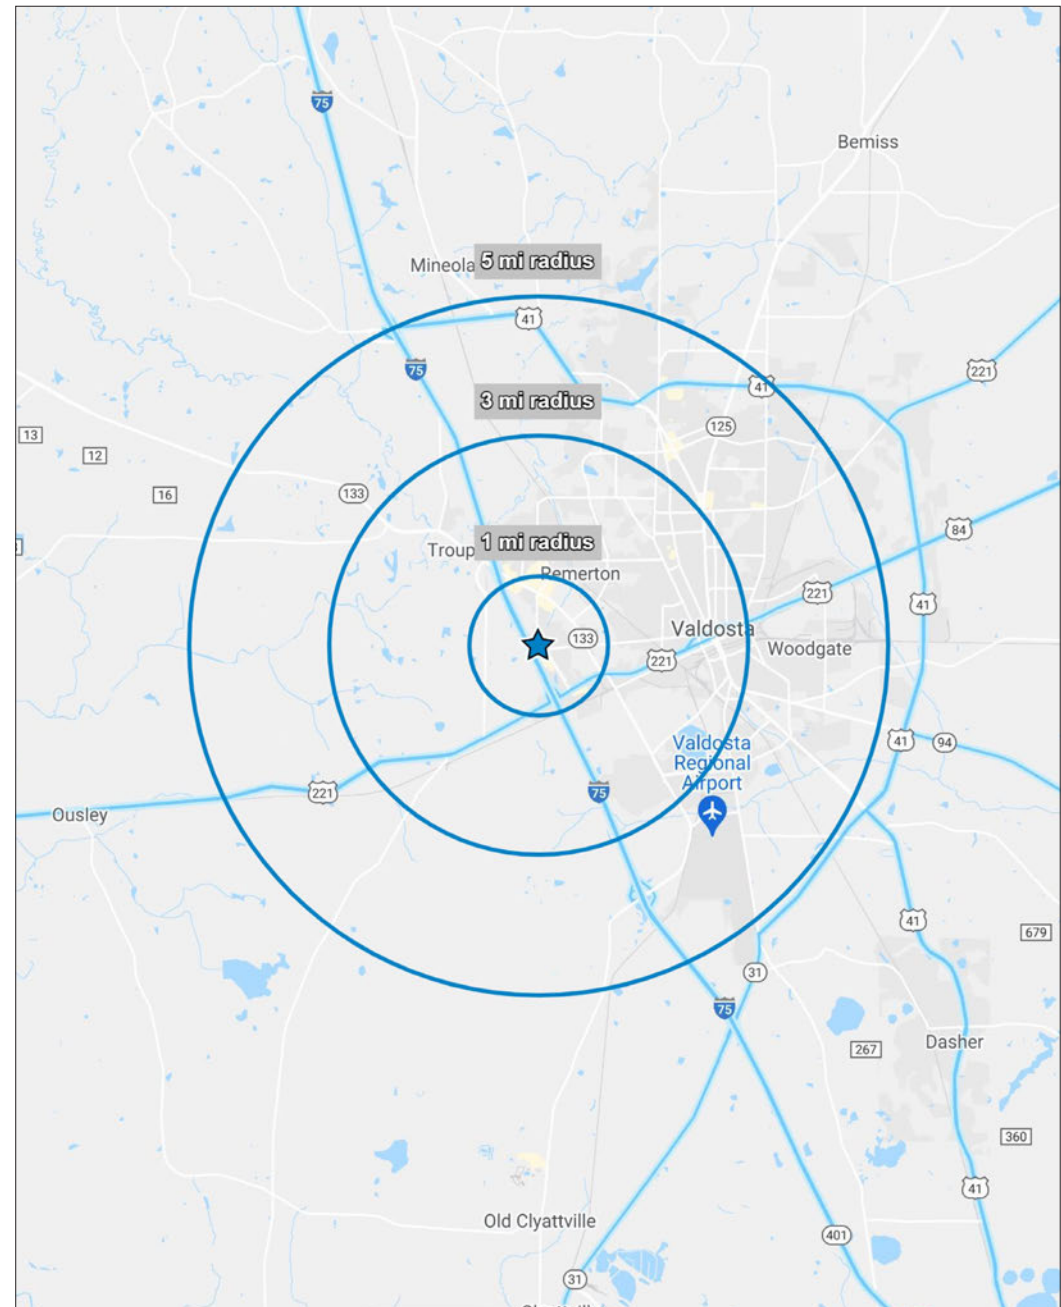 75
Bemiss
Mineola
5 mi radius
41
75
221
3 mi radius
41
125
13
12
16
133
84
1 mi radius
Troup
Remerton
221
41
133
Valdosta
Woodgate
221
Valdosta
Regional
Airport
41
94
221
75
Ousley
41
679
31
75
267
Dasher
360
41
Old Clyattville
401
31